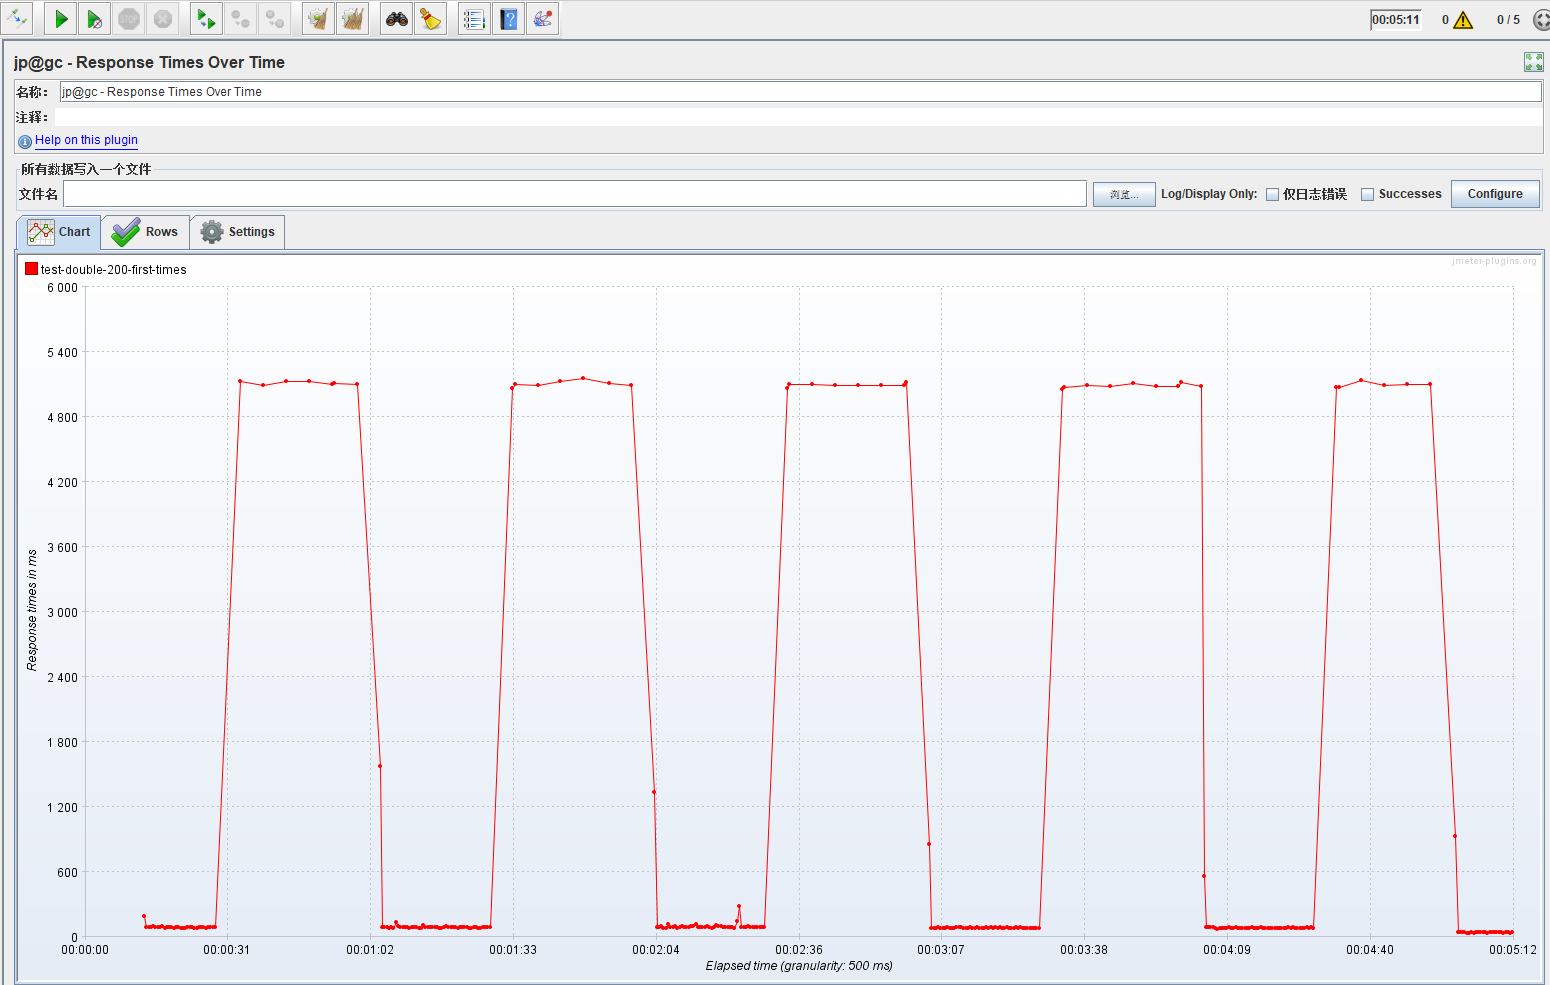 STOP
00:05:11 0 0 / 5
jp@gc - Response Times Over Time
名称： jp@gc - Response Times Over Time
注释：
Help on this plugin
所有数据写入一个文件
文件名 浏览... Log/Display Only: 仅日志错误 Successes Configure
Chart Rows Settings
jmeter-plugins.org
test-double-200-first-times
6 000
5 400
4 800
4 200
3 600
3 000
2 400
1 800
1 200
600
0
Response times in ms
00:00:00 00:00:31 00:01:02 00:01:33 00:02:04 00:02:36 00:03:07 00:03:38 00:04:09 00:04:40 00:05:12
Elapsed time (granularity: 500 ms)